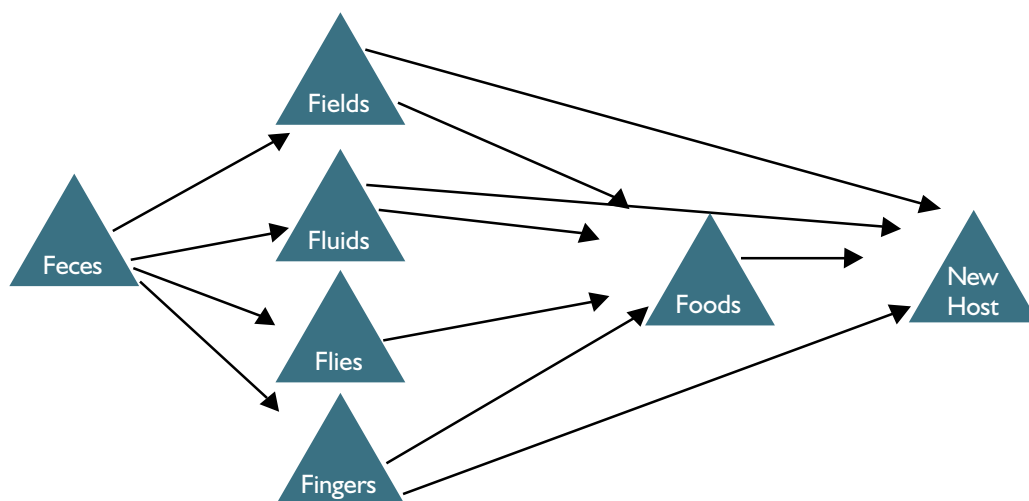 Feces
Fields
Fluids
Flies
Fingers
Foods
New
Host